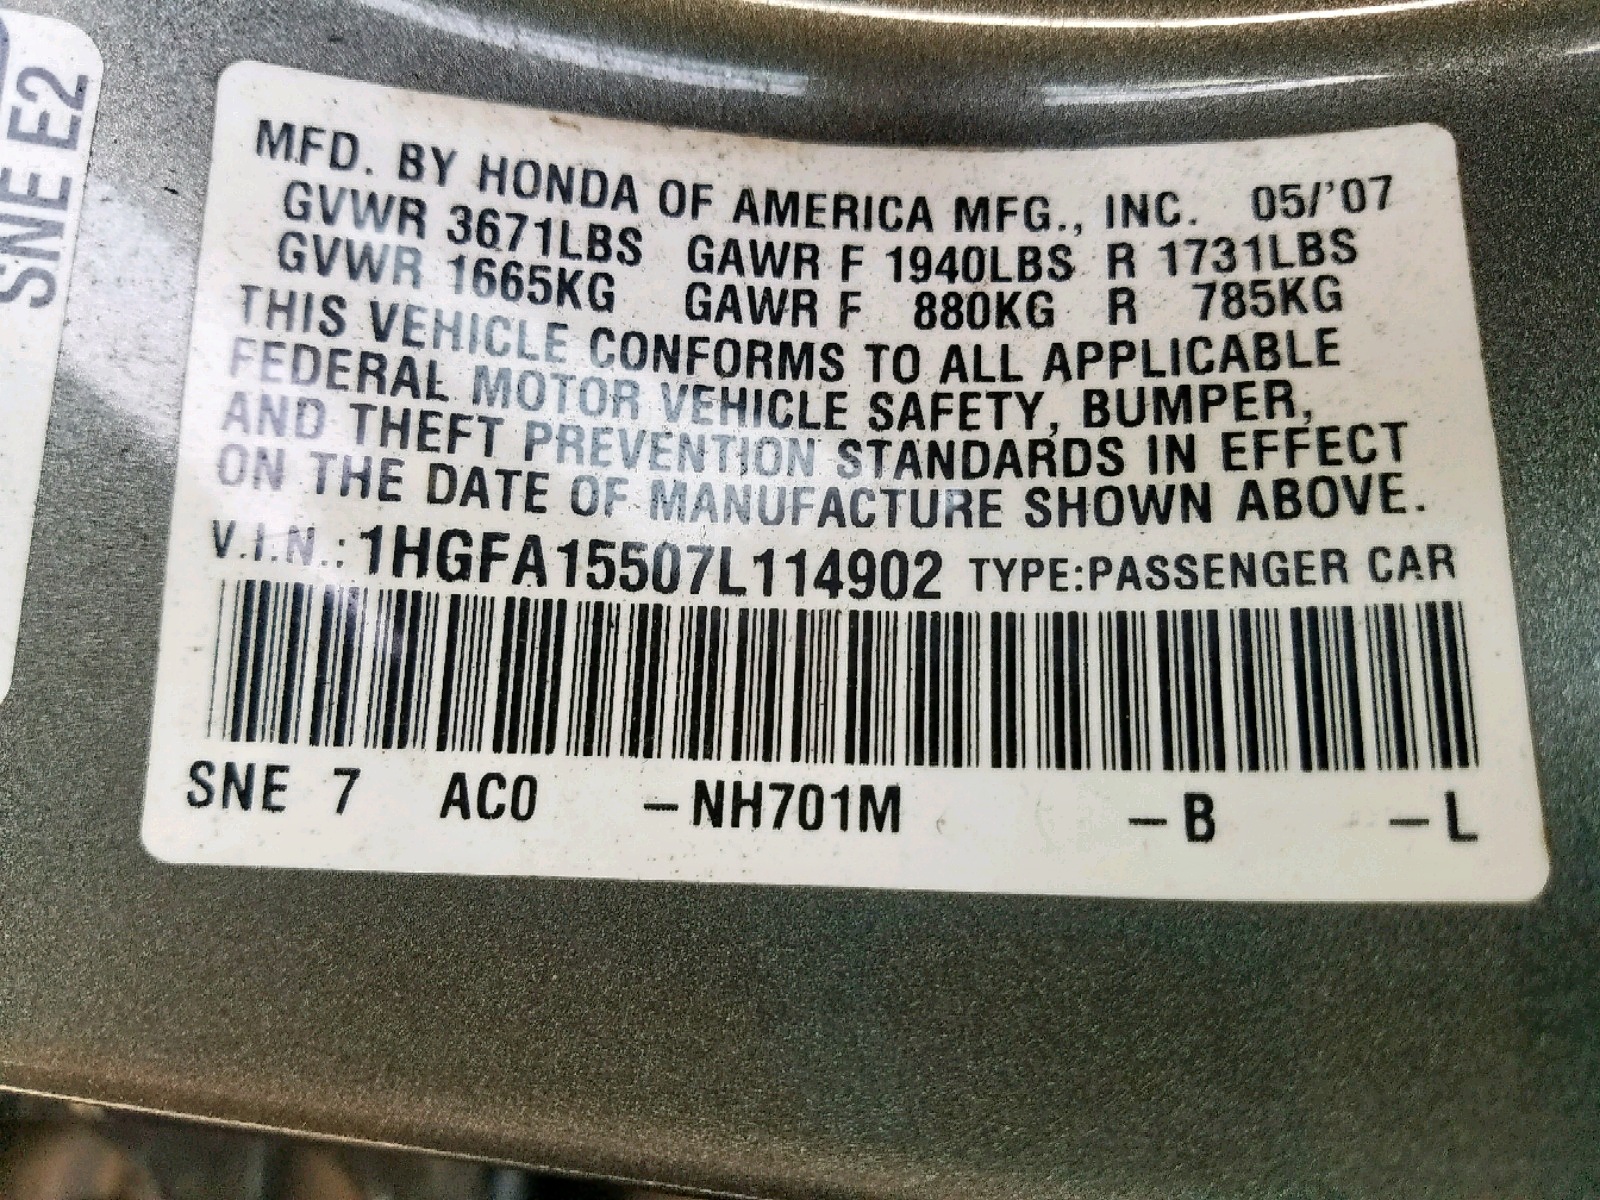 SNE E2
MFD. BY HONDA OF AMERICA MFG., INC. 05/'07
GVWR 3671LBS GAWR F 1940LBS R 1731LBS
GVWR 1665KG GAWR F 880KG R 785KG
THIS VEHICLE CONFORMS TO ALL APPLICABLE
FEDERAL MOTOR VEHICLE SAFETY, BUMPER,
AND THEFT PREVENTION STANDARDS IN EFFECT
ON THE DATE OF MANUFACTURE SHOWN ABOVE.
V.I.N.: 1HGFA15507L114902 TYPE:PASSENGER CAR
SNE 7 AC0 -NH701M -B -L